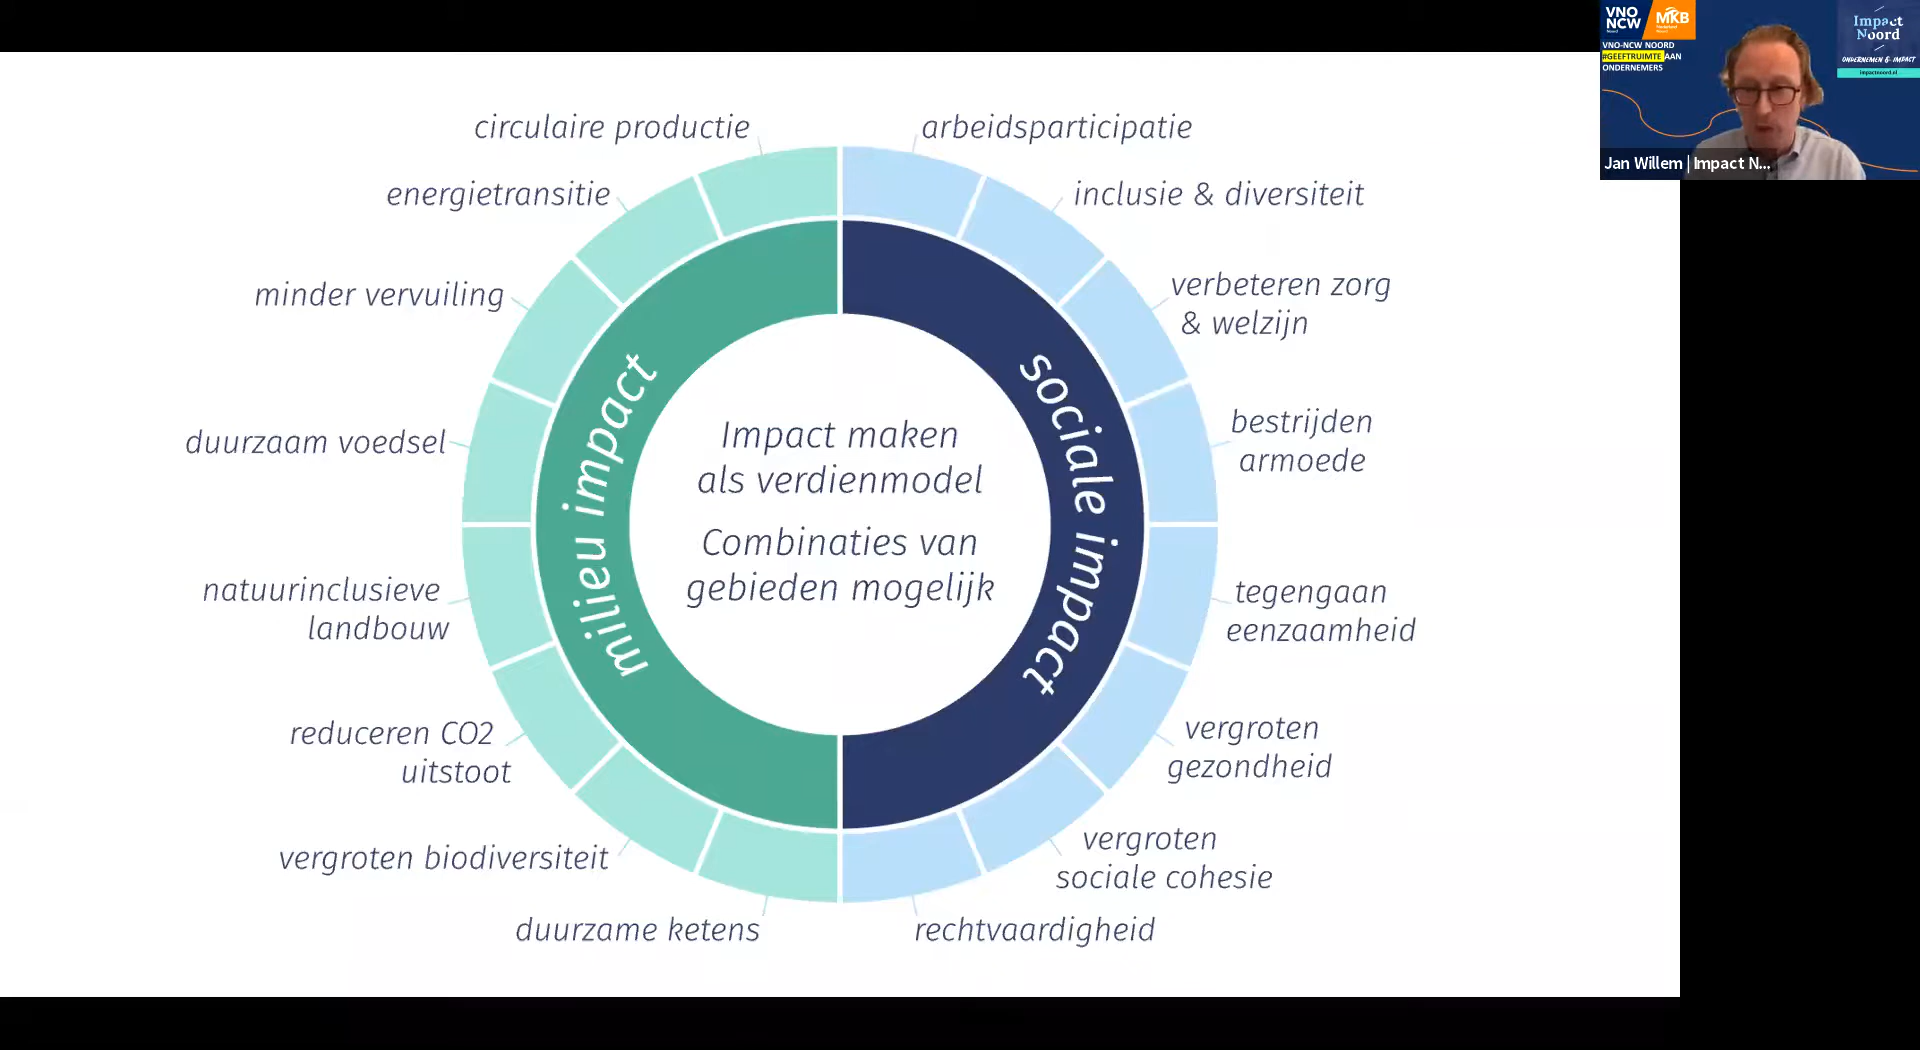 circulaire productie
energietransitie
minder vervuiling
duurzaam voedsel
natuurinclusieve
landbouw
reduceren CO2
uitstoot
vergroten biodiversiteit
duurzame ketens
arbeidsparticipatie
inclusie & diversiteit
verbeteren zorg
& welzijn
bestrijden
armoede
tegengaan
eenzaamheid
vergroten
gezondheid
vergroten
sociale cohesie
rechtvaardigheid
milieu impact
sociale impact
Impact maken
als verdienmodel
Combinaties van
gebieden mogelijk
VNO
NCW
Noord
MKB
Nederland
Noord
VNO-NCW NOORD
#GEEFTRUIMTE AAN
ONDERNEMERS
Impact
Noord
ONDERNEMEN & IMPACT
impactnoord.nl
Jan Willem | Impact N...